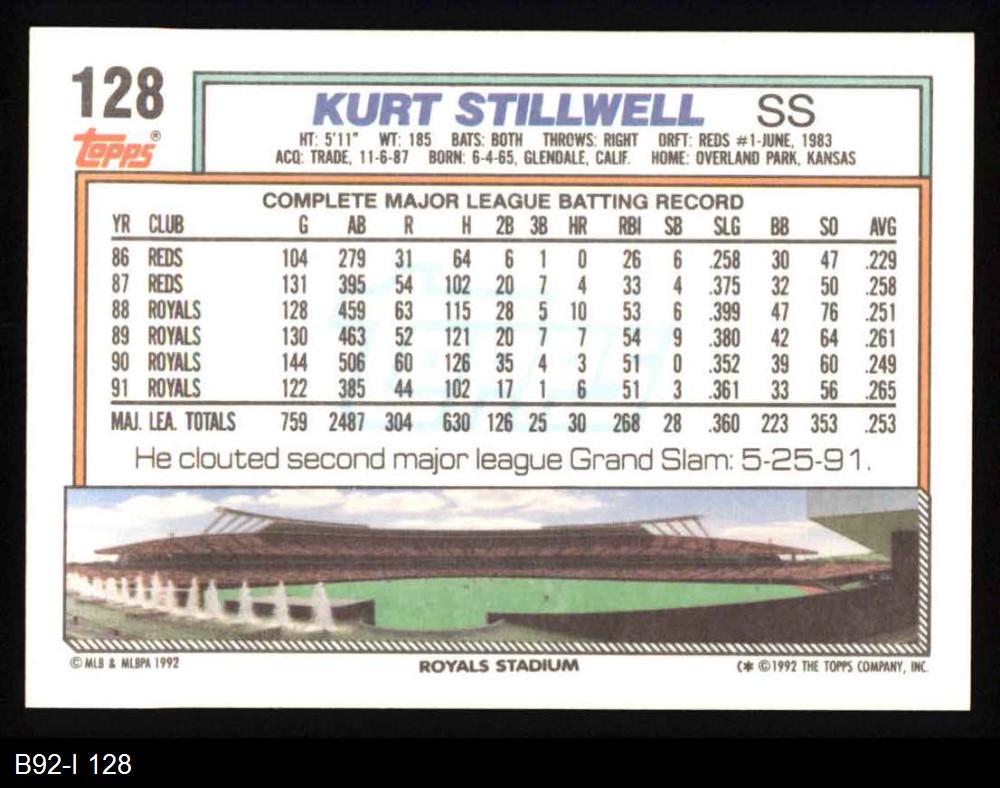 128
Topps®
KURT STILLWELL SS
HT: 5'11" WT: 185 BATS: BOTH THROWS: RIGHT DRFT: REDS #1-JUNE, 1983
ACQ: TRADE, 11-6-87 BORN: 6-4-65, GLENDALE, CALIF. HOME: OVERLAND PARK, KANSAS
COMPLETE MAJOR LEAGUE BATTING RECORD
YR CLUB G AB R H 2B 3B HR RBI SB SLG BB SO AVG
86 REDS 104 279 31 64 6 1 0 26 6 .258 30 47 .229
87 REDS 131 395 54 102 20 7 4 33 4 .375 32 50 .258
88 ROYALS 128 459 63 115 28 5 10 53 6 .399 47 76 .251
89 ROYALS 130 463 52 121 20 7 7 54 9 .380 42 64 .261
90 ROYALS 144 506 60 126 35 4 3 51 0 .352 39 60 .249
91 ROYALS 122 385 44 102 17 1 6 51 3 .361 33 56 .265
MAJ. LEA. TOTALS 759 2487 304 630 126 25 30 268 28 .360 223 353 .253
He clouted second major league Grand Slam: 5-25-91.
© MLB & MLBPA 1992
ROYALS STADIUM
(* ©1992 THE TOPPS COMPANY, INC.
B92-I 128